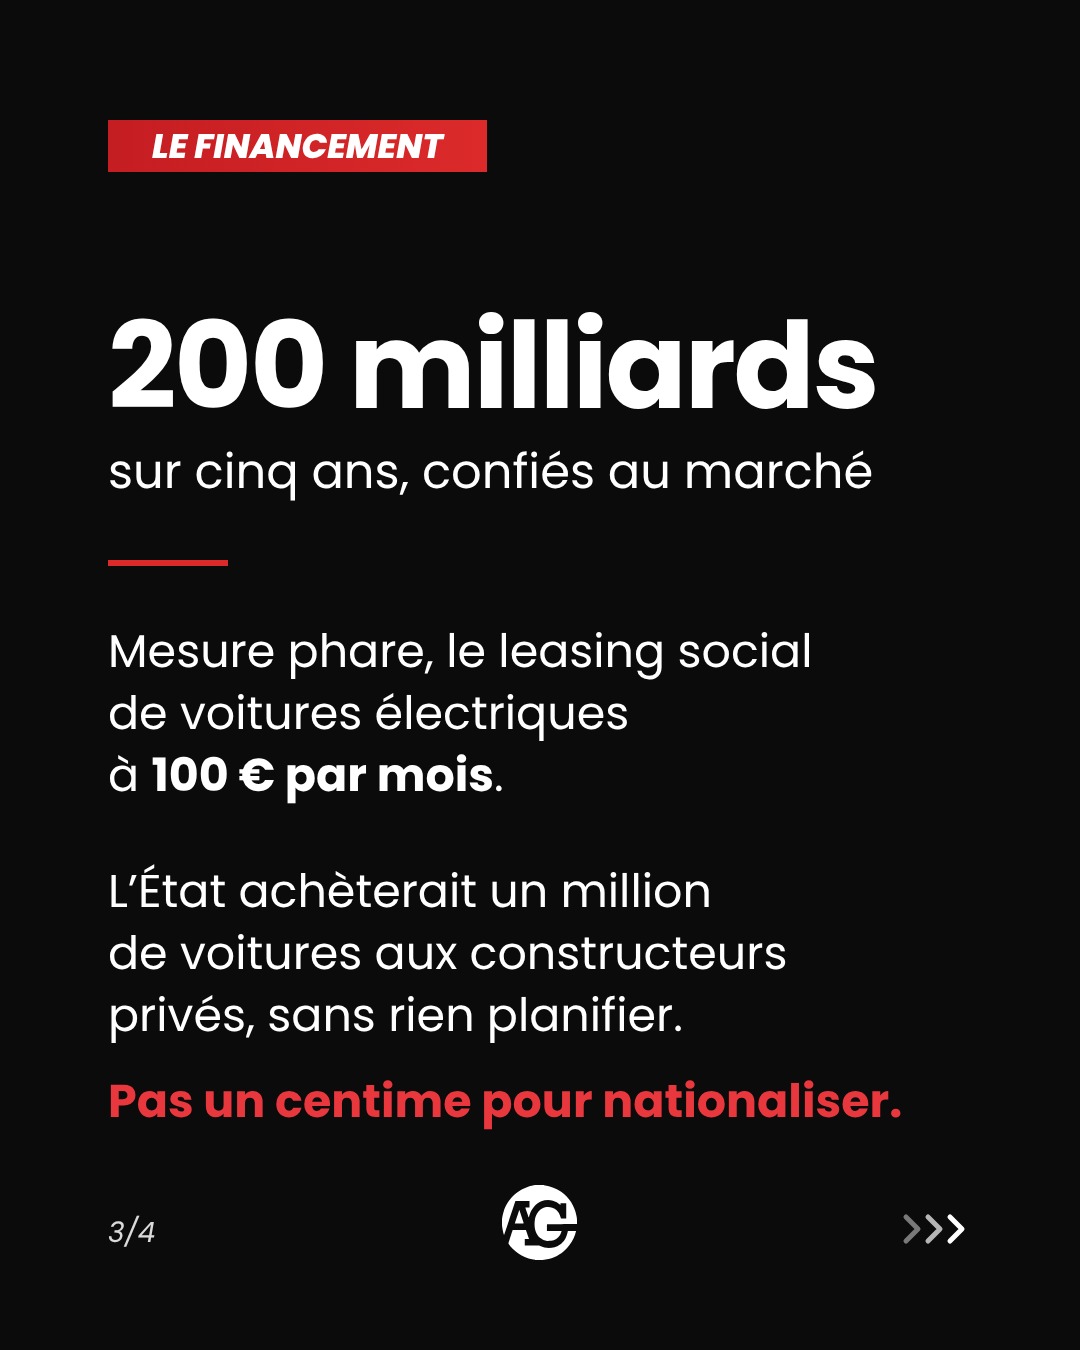 LE FINANCEMENT
200 milliards
sur cinq ans, confiés au marché
Mesure phare, le leasing social
de voitures électriques
à 100 € par mois.
L’État achèterait un million
de voitures aux constructeurs
privés, sans rien planifier.
Pas un centime pour nationaliser.
3/4
AG